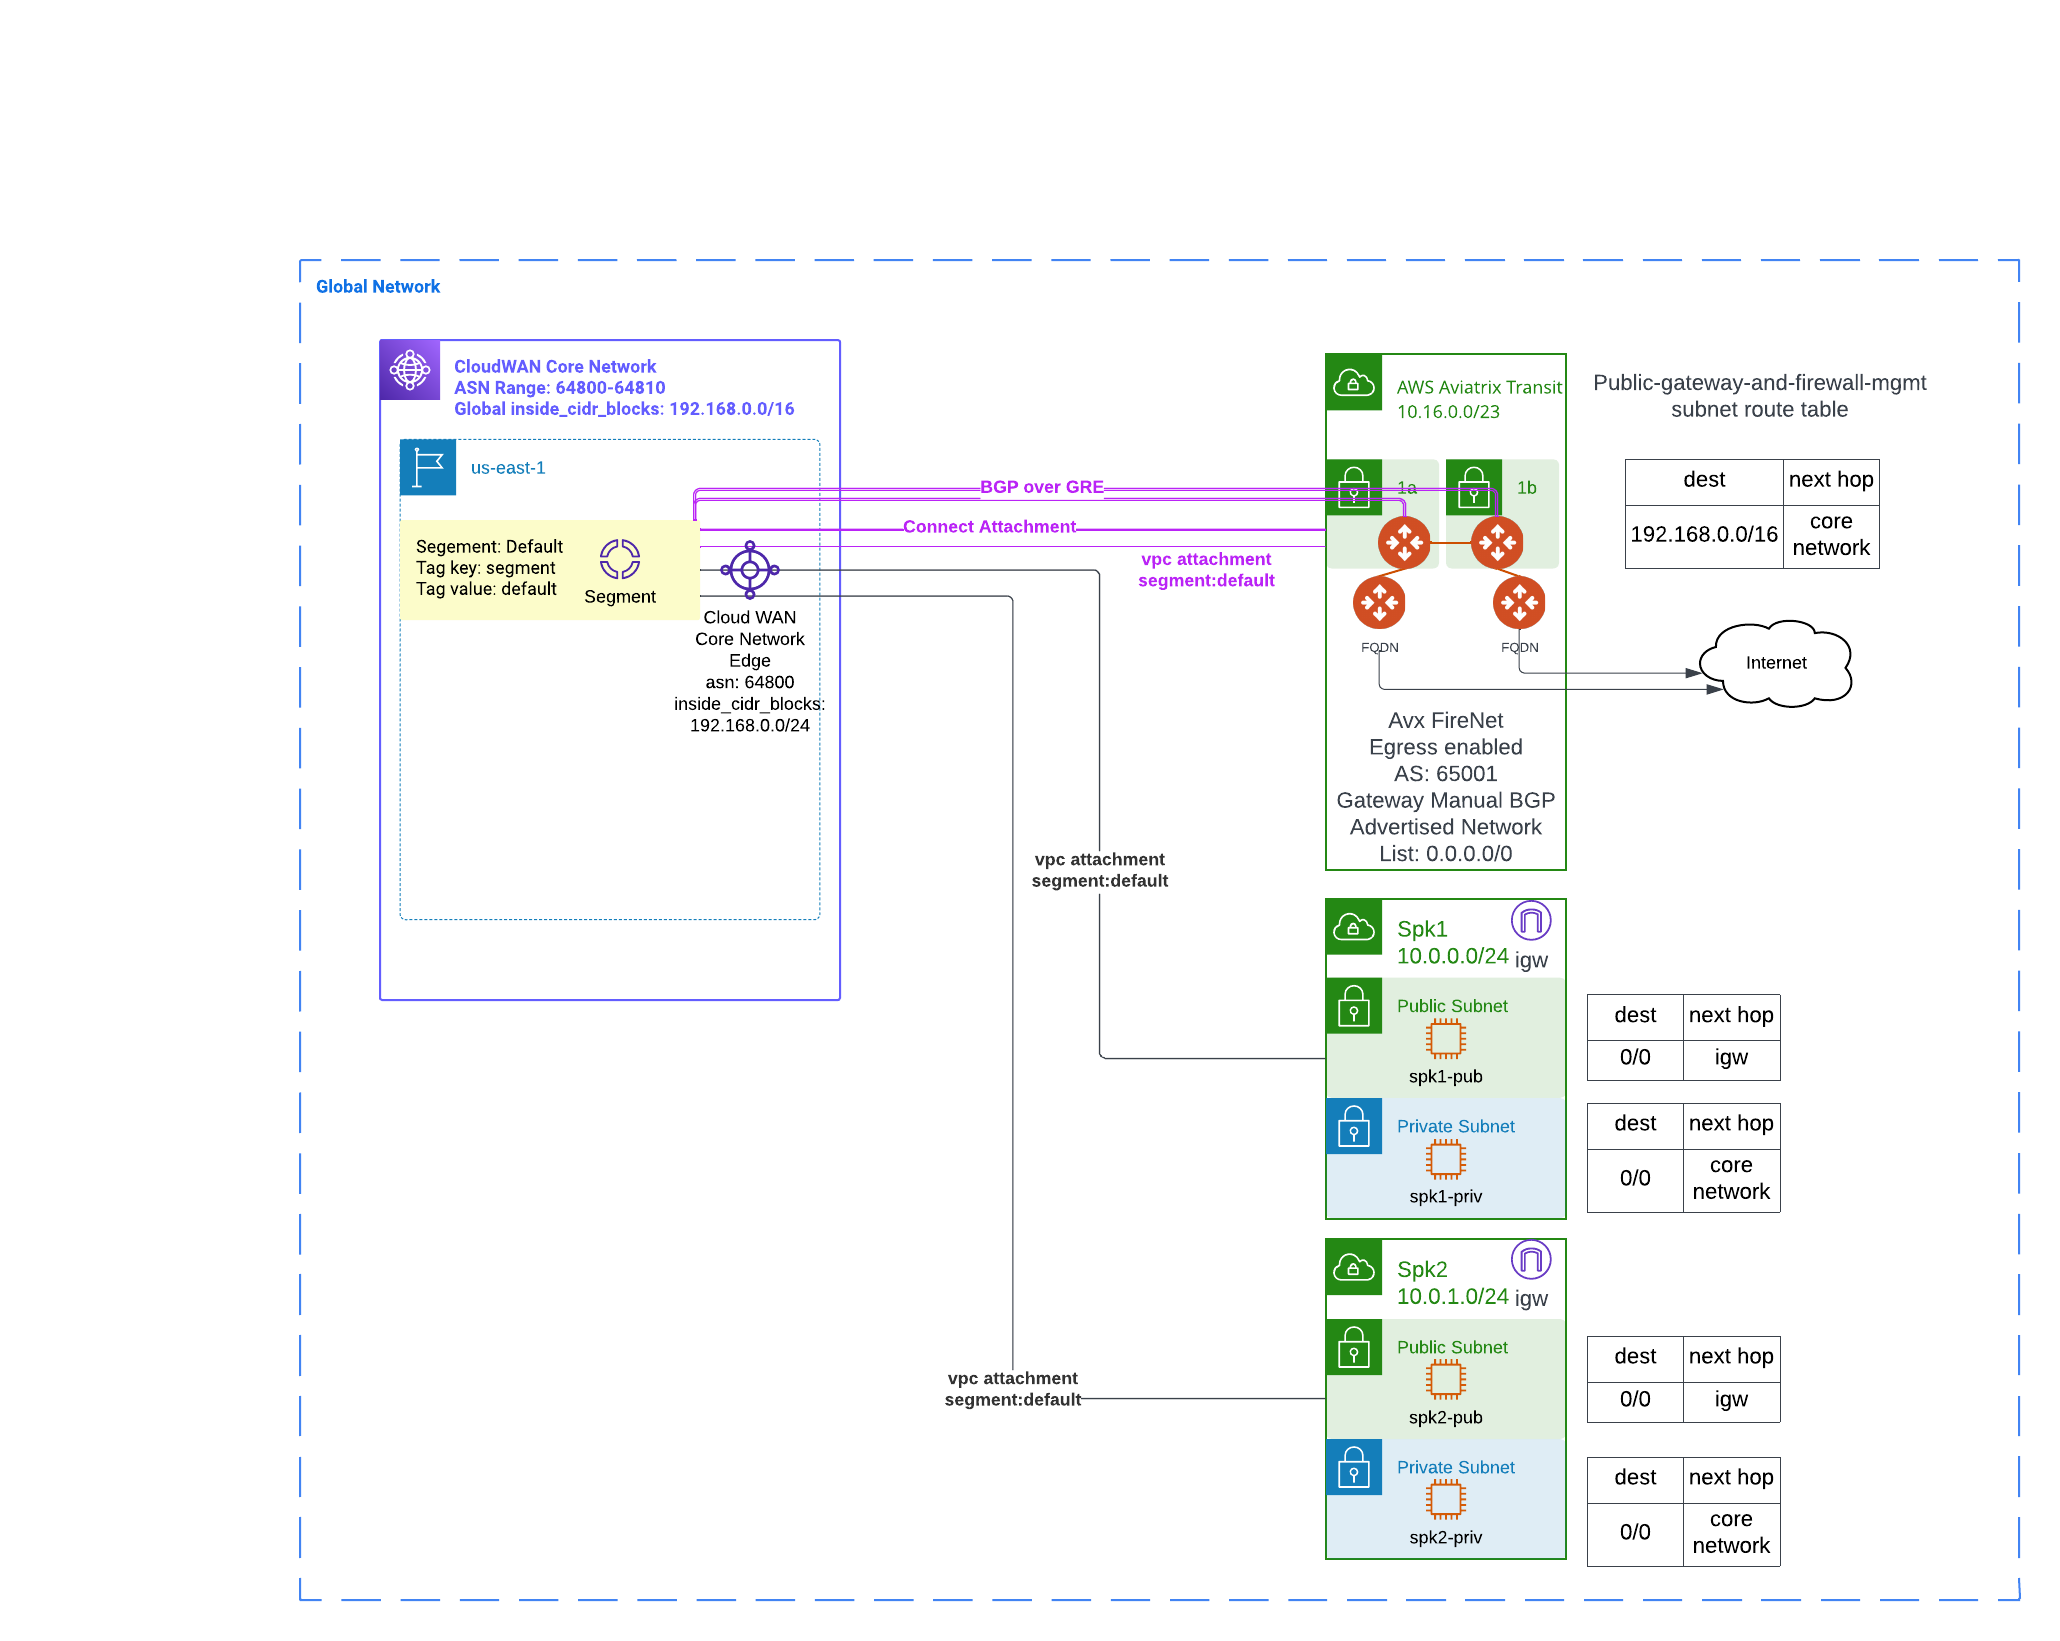 Global Network
CloudWAN Core Network
ASN Range: 64800-64810
Global inside_cidr_blocks: 192.168.0.0/16
us-east-1
Segement: Default
Tag key: segment
Tag value: default
Segment
Cloud WAN
Core Network
Edge
asn: 64800
inside_cidr_blocks:
192.168.0.0/24
BGP over GRE
Connect Attachment
vpc attachment
segment:default
vpc attachment
segment:default
vpc attachment
segment:default
AWS Aviatrix Transit
10.16.0.0/23
1a
1b
FQDN
FQDN
Internet
Avx FireNet
Egress enabled
AS: 65001
Gateway Manual BGP
Advertised Network
List: 0.0.0.0/0
Public-gateway-and-firewall-mgmt
subnet route table
dest next hop
192.168.0.0/16 core
network
Spk1
10.0.0.0/24
igw
Public Subnet
spk1-pub
Private Subnet
spk1-priv
dest next hop
0/0 igw
dest next hop
0/0 core
network
Spk2
10.0.1.0/24
igw
Public Subnet
spk2-pub
Private Subnet
spk2-priv
dest next hop
0/0 igw
dest next hop
0/0 core
network